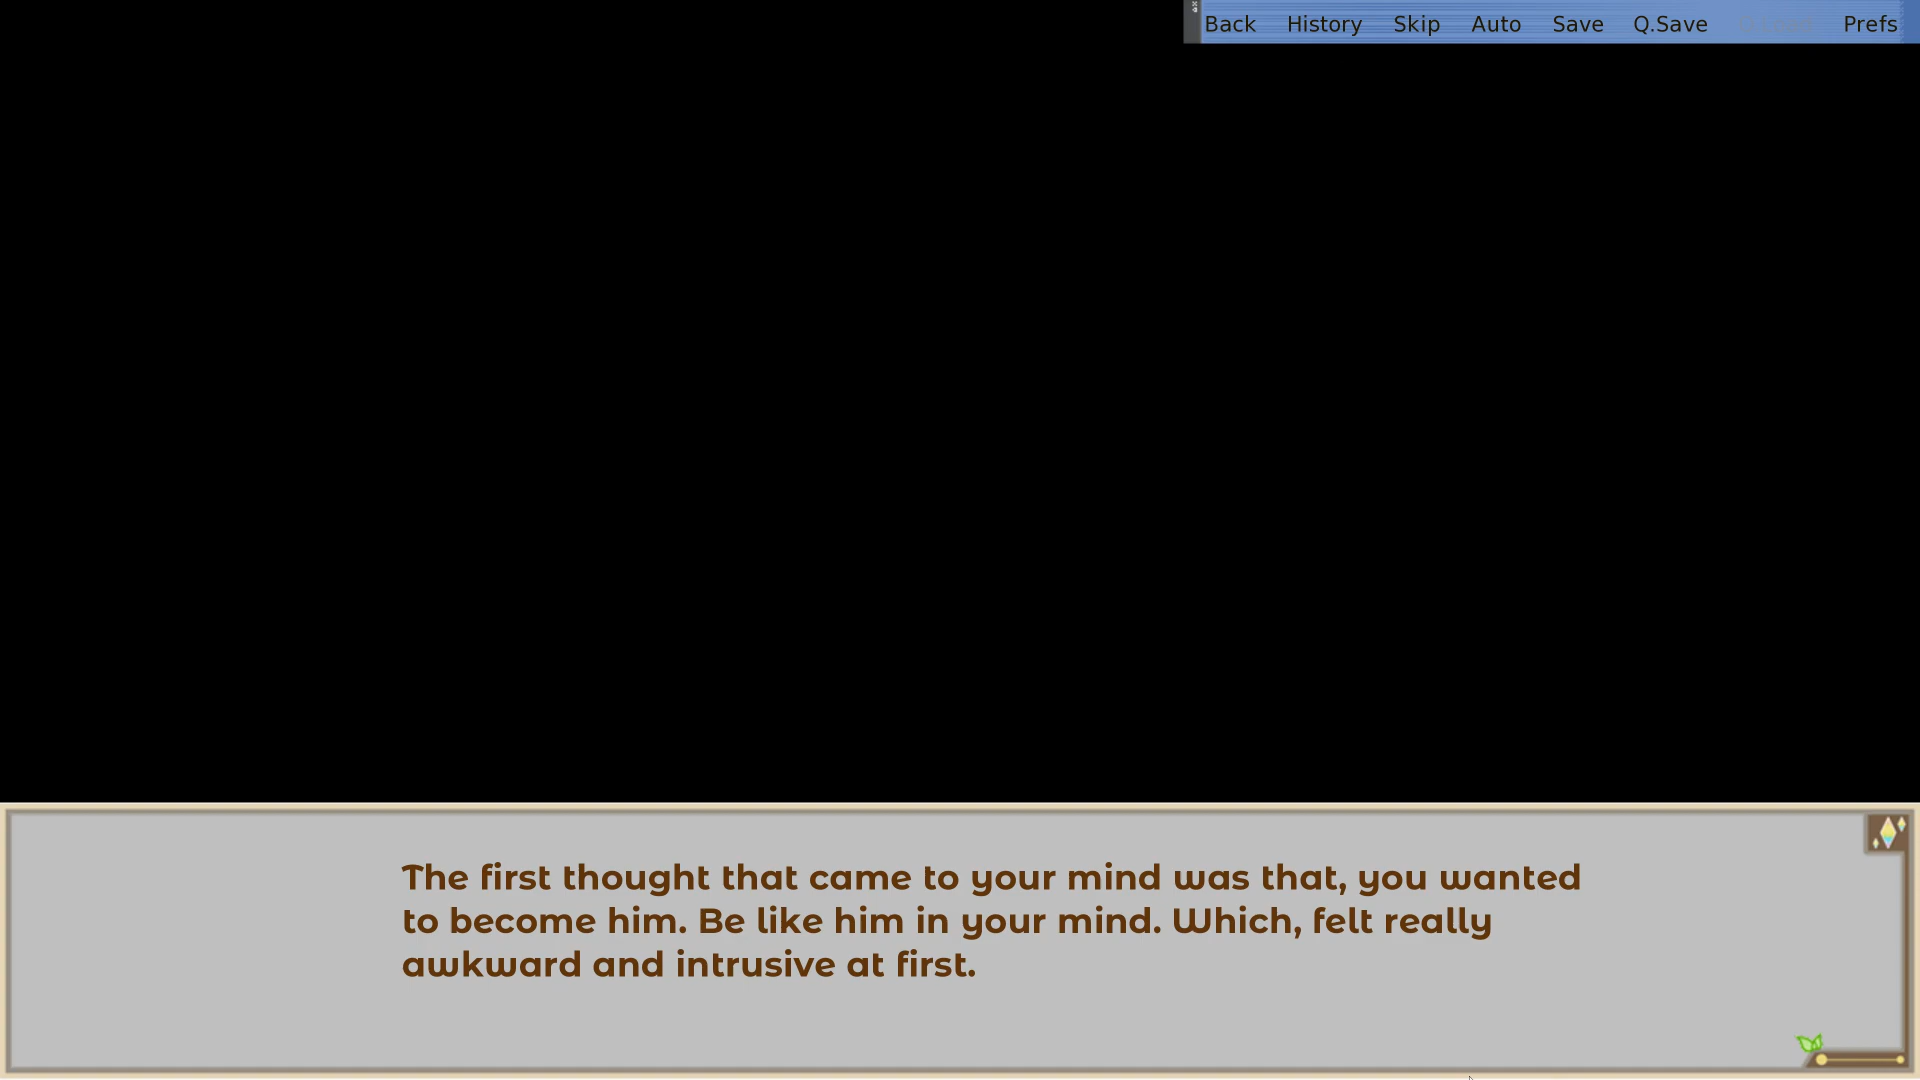 Back History Skip Auto Save Q.Save Prefs
The first thought that came to your mind was that, you wanted
to become him. Be like him in your mind. Which, felt really
awkward and intrusive at first.